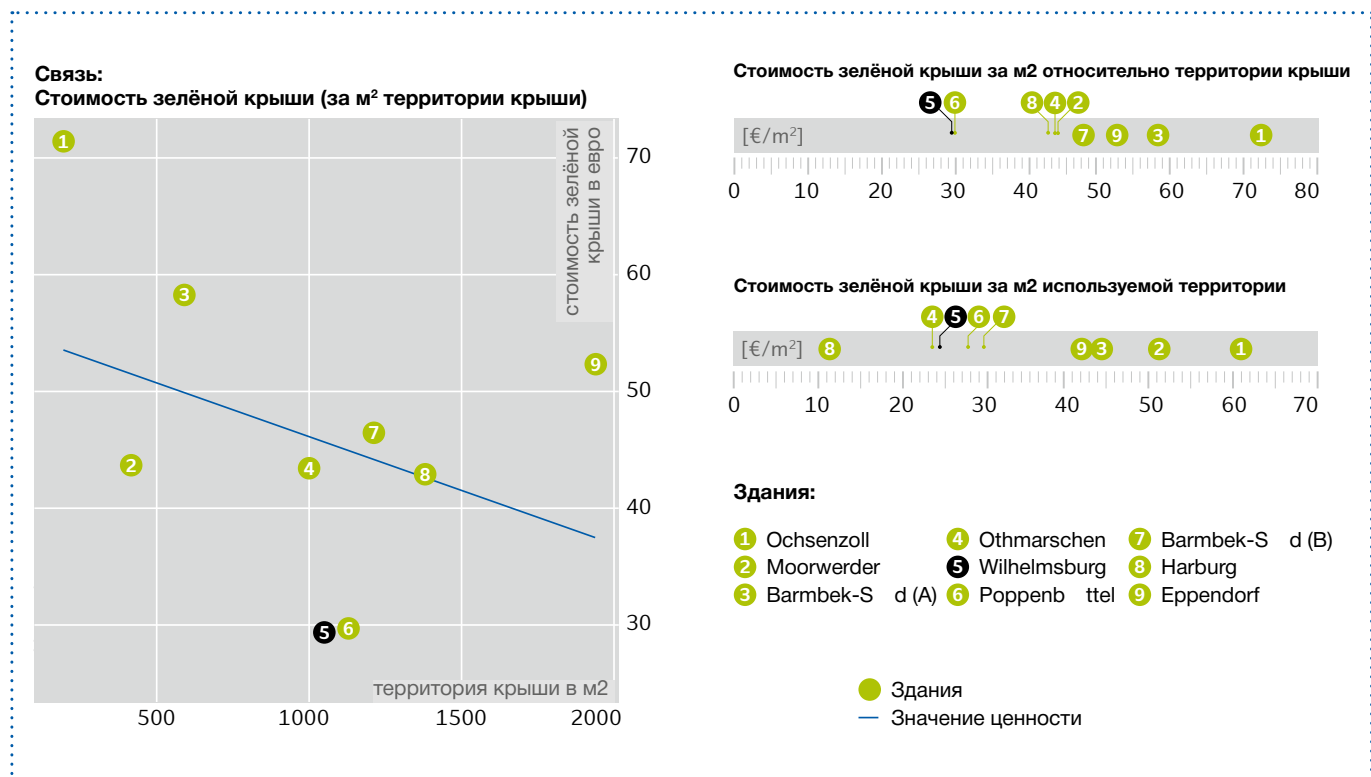 Связь:
Стоимость зелёной крыши (за м² территории крыши)
1
2
3
4
5
6
7
8
9
стоимость зелёной
крыши в евро
70
60
50
40
30
территория крыши в м2
500 1000 1500 2000
Стоимость зелёной крыши за м2 относительно территории крыши
5 6 8 4 2
[€/m²] 7 9 3 1
0 10 20 30 40 50 60 70 80
Стоимость зелёной крыши за м2 используемой территории
4 5 6 7
[€/m²] 8 9 3 2 1
0 10 20 30 40 50 60 70
Здания:
1 Ochsenzoll 4 Othmarschen 7 Barmbek-S d (B)
2 Moorwerder 5 Wilhelmsburg 8 Harburg
3 Barmbek-S d (A) 6 Poppenb ttel 9 Eppendorf
Здания
Значение ценности